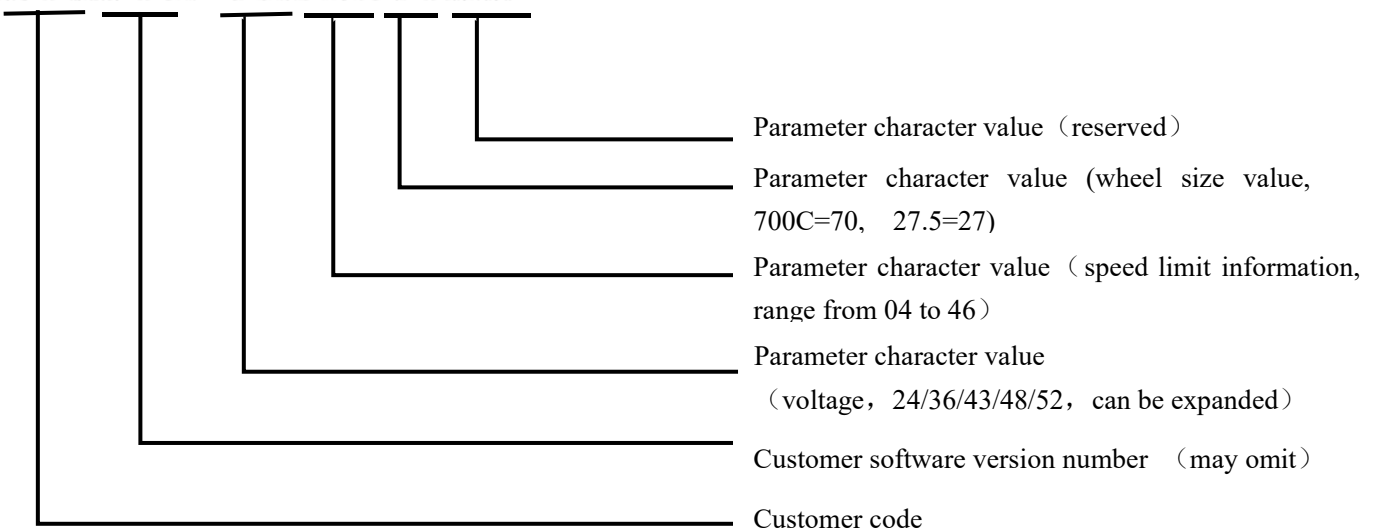 Parameter character value（reserved）
Parameter character value (wheel size value,
700C=70, 27.5=27)
Parameter character value（speed limit information,
range from 04 to 46）
Parameter character value
（voltage，24/36/43/48/52，can be expanded）
Customer software version number （may omit）
Customer code